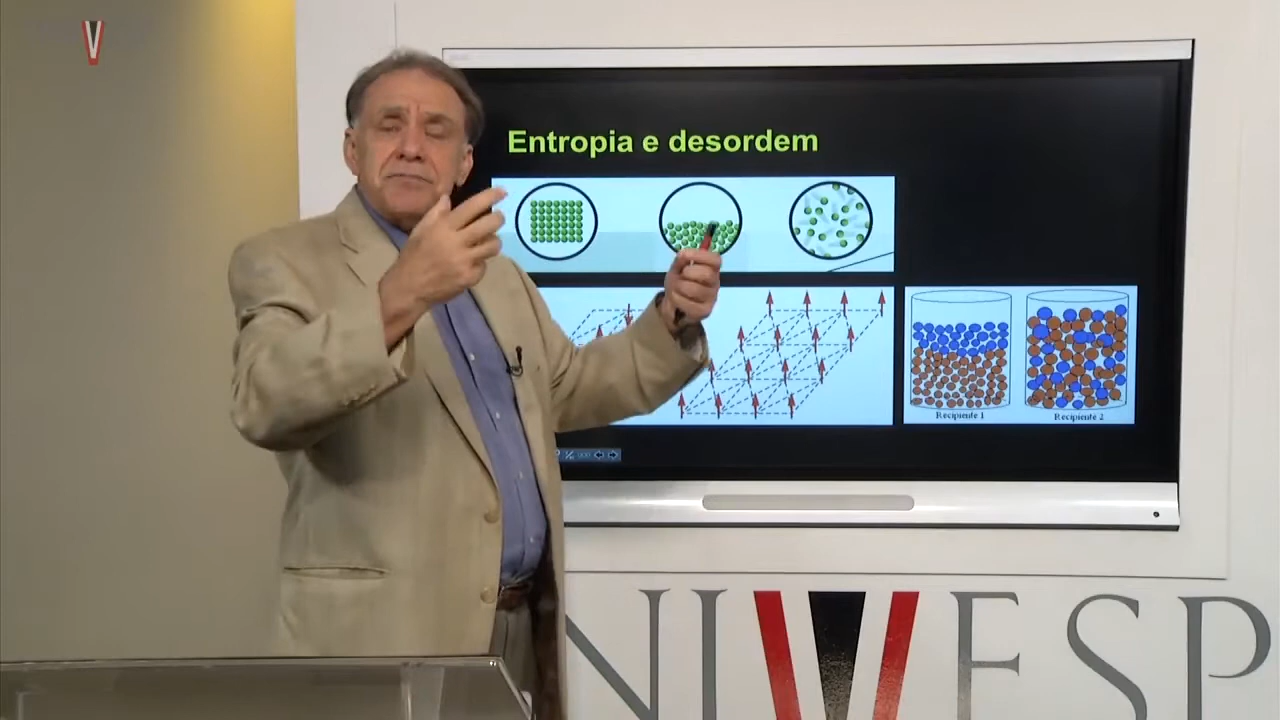 V
Entropia e desordem
Recipiente 1
Recipiente 2
NIVESP